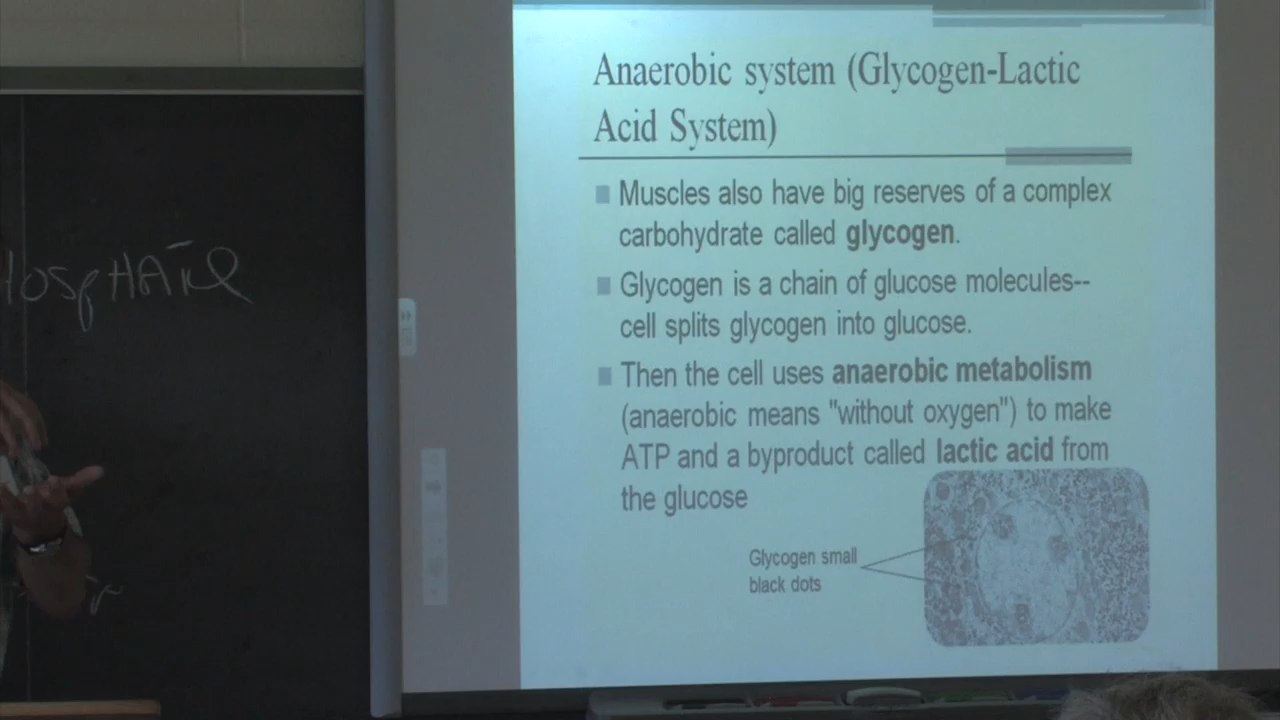 Anaerobic system (Glycogen-Lactic
Acid System)
Muscles also have big reserves of a complex
carbohydrate called glycogen.
Glycogen is a chain of glucose molecules--
cell splits glycogen into glucose.
Then the cell uses anaerobic metabolism
(anaerobic means "without oxygen") to make
ATP and a byproduct called lactic acid from
the glucose
Glycogen small
black dots